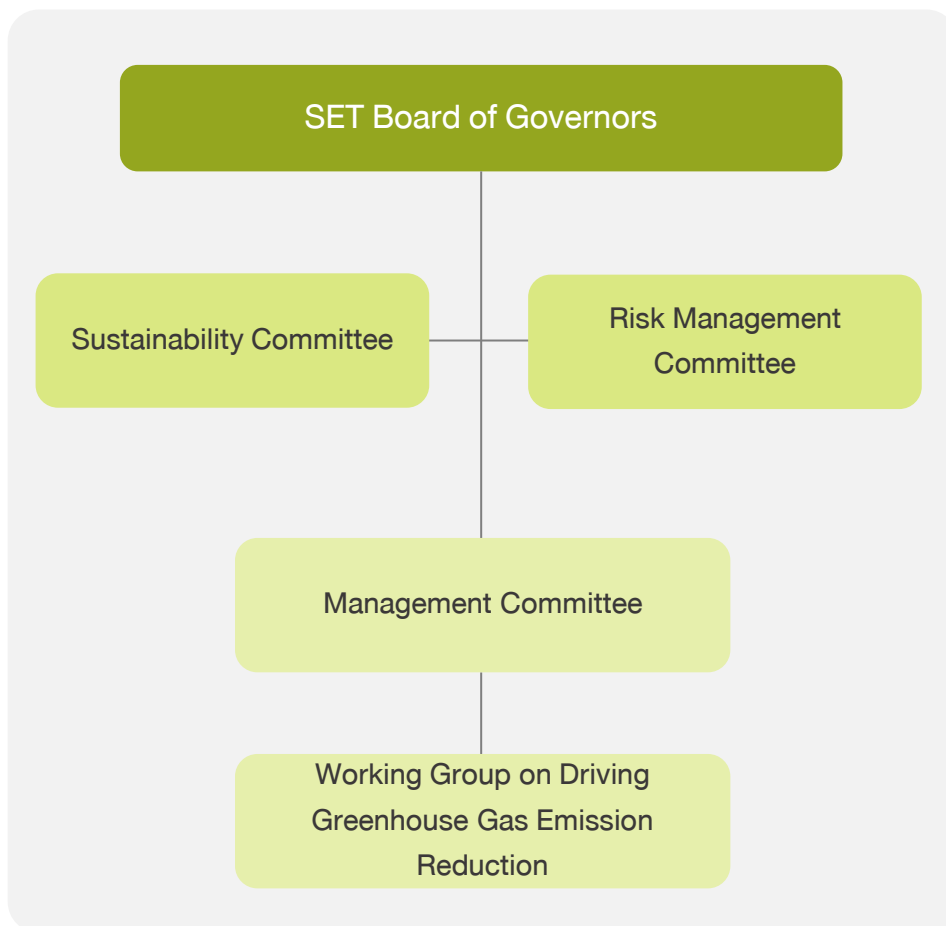 SET Board of Governors
Sustainability Committee
Risk Management
Committee
Management Committee
Working Group on Driving
Greenhouse Gas Emission
Reduction